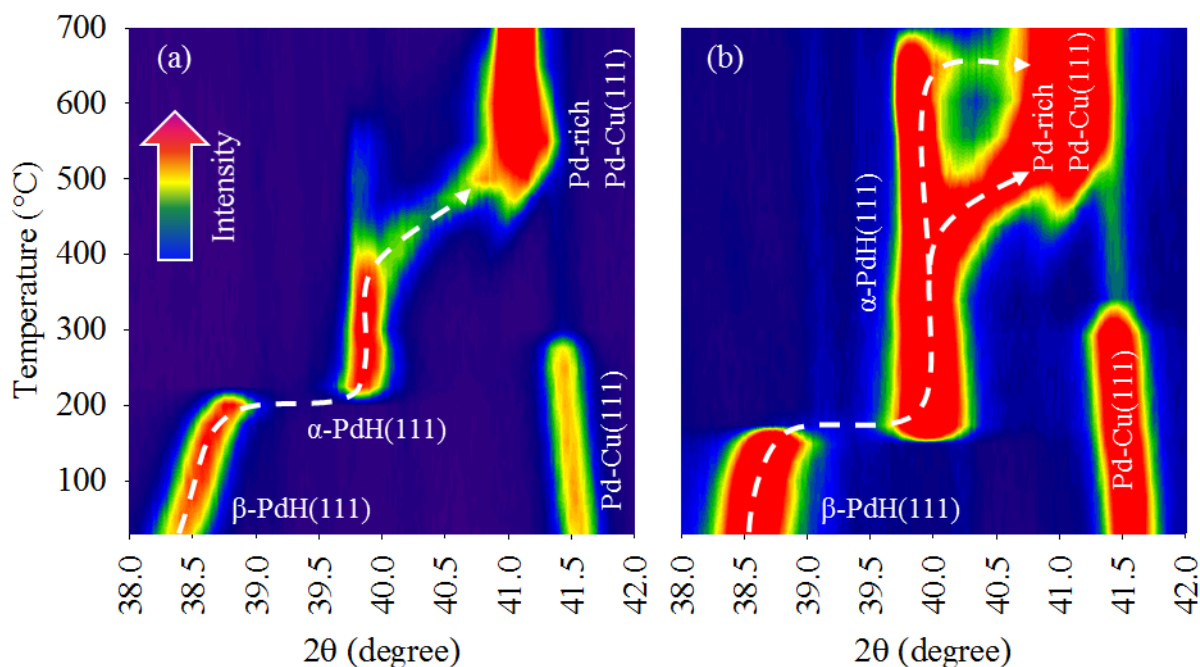 700
600
500
400
300
200
100
Temperature (°C)
(a)
Intensity
Pd-rich
Pd-Cu(111)
α-PdH(111)
β-PdH(111)
Pd-Cu(111)
38.0
38.5
39.0
39.5
40.0
40.5
41.0
41.5
42.0
2θ (degree)
(b)
α-PdH(111)
Pd-rich
Pd-Cu(111)
β-PdH(111)
Pd-Cu(111)
38.0
38.5
39.0
39.5
40.0
40.5
41.0
41.5
42.0
2θ (degree)